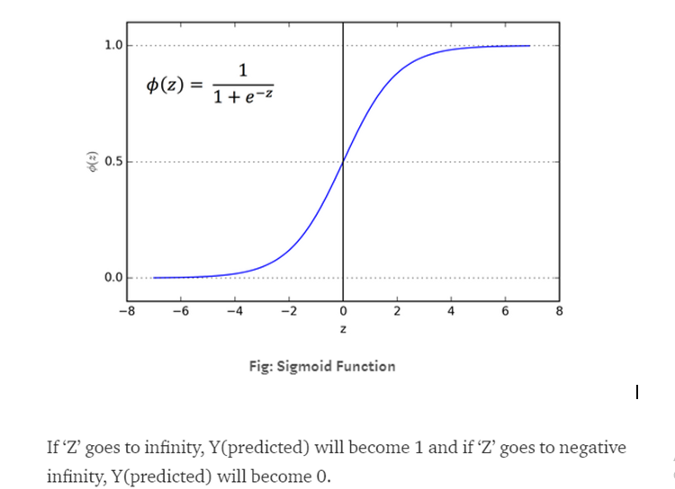 1.0
ϕ(z) = 1 / (1 + e^−z)
ϕ(z)
0.5
0.0
−8 −6 −4 −2 0 2 4 6 8
z
Fig: Sigmoid Function
If ‘Z’ goes to infinity, Y(predicted) will become 1 and if ‘Z’ goes to negative
infinity, Y(predicted) will become 0.